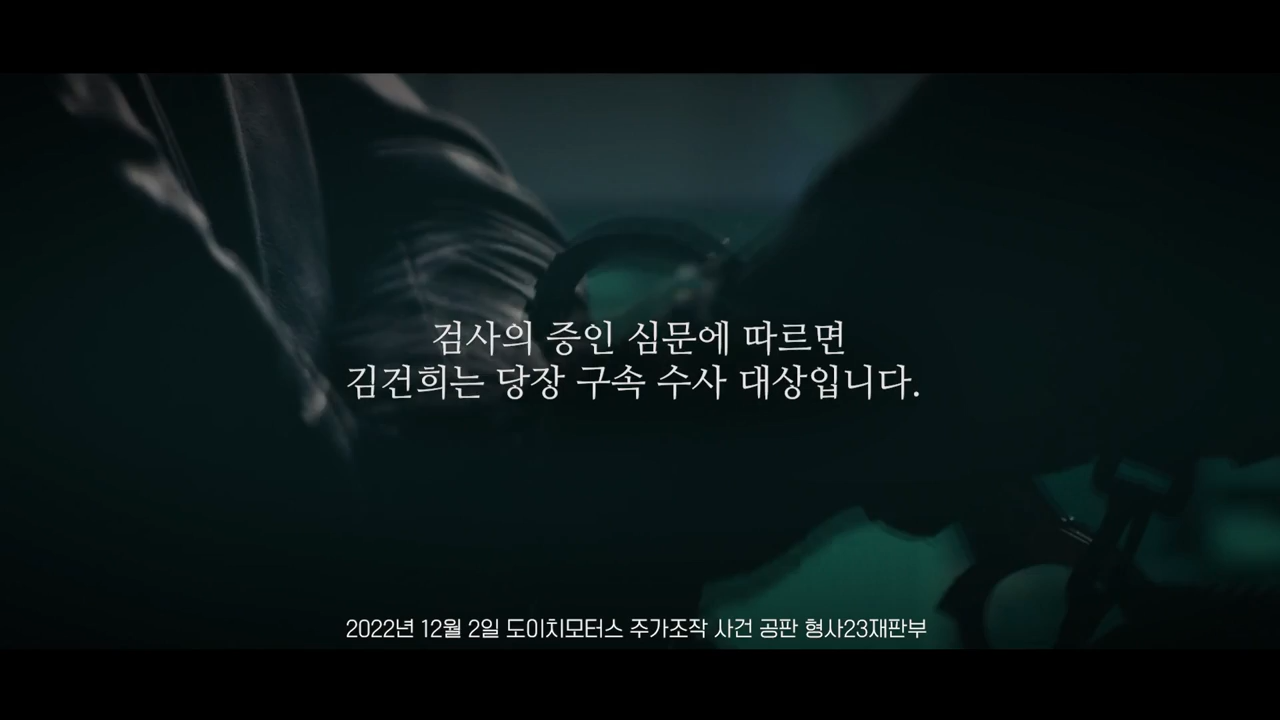 검사의 증인 심문에 따르면
김건희는 당장 구속 수사 대상입니다.
2022년 12월 2일 도이치모터스 주가조작 사건 공판 형사23재판부